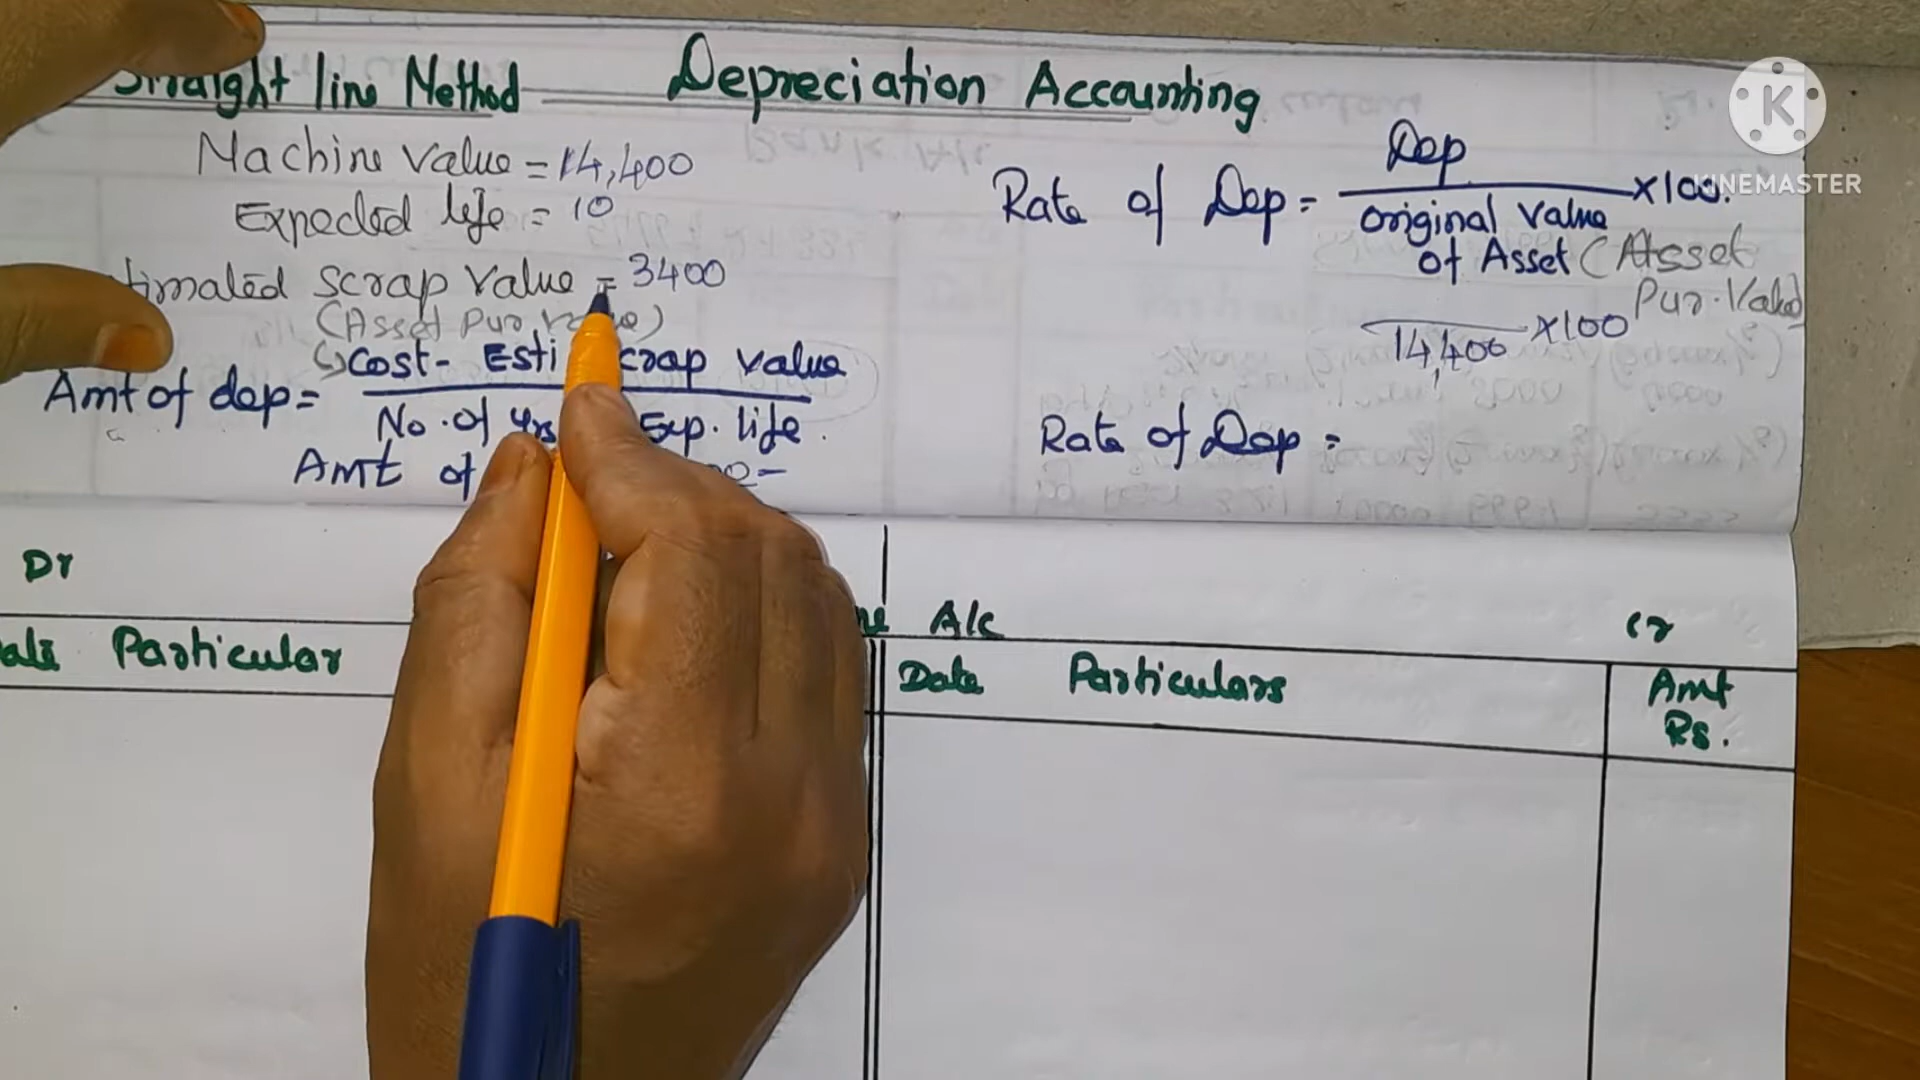 Straight line Method Depreciation Accounting
Machine Value = 14,400
Expected life = 10
Scrap Value = 3400
(Asset Pur
Cost - Esti Scrap Value
Amt of dep =
No. of Yrs Exp. life
Amt of
Dep
Rate of Dep = x 100.
Original Value
of Asset (Asset
Pur. Value)
14,400 x100
Rate of Dep =
K
KINEMASTER
Dr
A/c
Cr
Particular
Date Particulars
Amt
Rs.